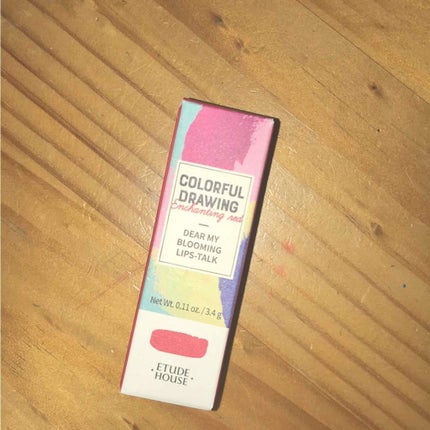 COLORFUL
DRAWING
Enchanting red
DEAR MY
BLOOMING
LIPS-TALK
Net Wt. 0.11 oz. / 3.4 g
ETUDE
HOUSE